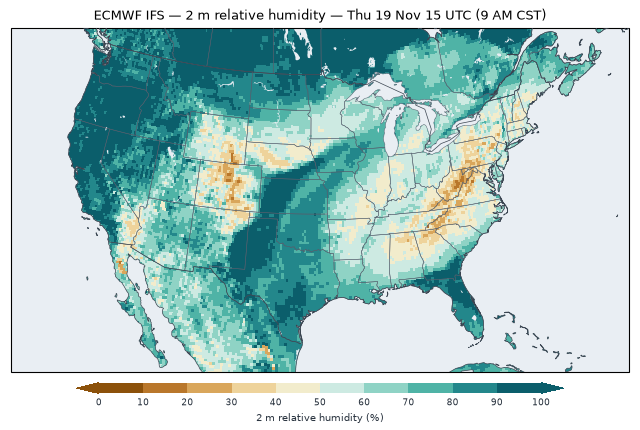 ECMWF IFS — 2 m relative humidity — Thu 19 Nov 15 UTC (9 AM CST)
0 10 20 30 40 50 60 70 80 90 100
2 m relative humidity (%)